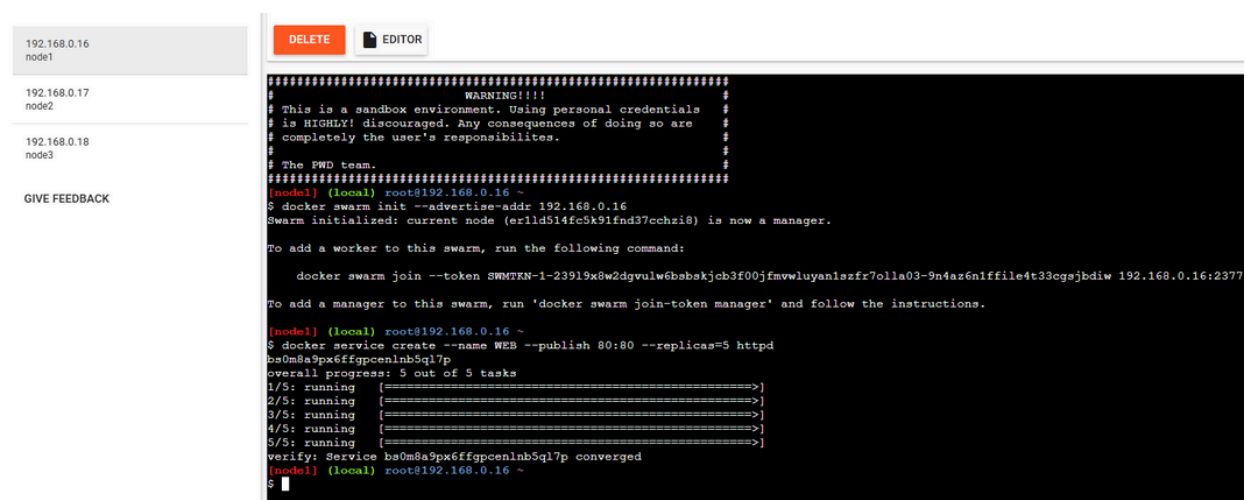 192.168.0.16
node1
192.168.0.17
node2
192.168.0.18
node3
GIVE FEEDBACK
DELETE
EDITOR
###############################################################
#                          WARNING!!!!                          #
# This is a sandbox environment. Using personal credentials   #
# is HIGHLY! discouraged. Any consequences of doing so are    #
# completely the user's responsibilites.                      #
#                                                             #
# The PWD team.                                               #
###############################################################
[node1] (local) root@192.168.0.16 ~
$ docker swarm init --advertise-addr 192.168.0.16
Swarm initialized: current node (er1ld514fc5k91fnd37cchzi8) is now a manager.
To add a worker to this swarm, run the following command:
docker swarm join --token SWMTKN-1-239l9x8w2dgvulw6bsbskjcb3f00jfmvwluyan1szfr7olla03-9n4az6n1ffile4t33cgsjbdiw 192.168.0.16:2377
To add a manager to this swarm, run 'docker swarm join-token manager' and follow the instructions.
[node1] (local) root@192.168.0.16 ~
$ docker service create --name WEB --publish 80:80 --replicas=5 httpd
bs0m8a9px6ffgpcenlnb5ql7p
overall progress: 5 out of 5 tasks
1/5: running   [==================================================>]
2/5: running   [==================================================>]
3/5: running   [==================================================>]
4/5: running   [==================================================>]
5/5: running   [==================================================>]
verify: Service bs0m8a9px6ffgpcenlnb5ql7p converged
[node1] (local) root@192.168.0.16 ~
$